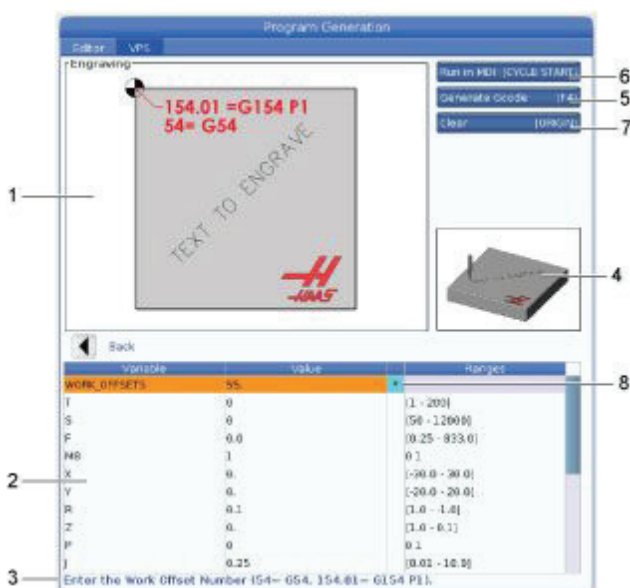 Program Generation
Editor VPS
Engraving
154.01 =G154 P1
54= G54
TEXT TO ENGRAVE
HAAS
Run in MDI [CYCLE START]
6
Generate Gcode [F4]
5
Clear [ORIGIN]
7
1
4
Back
Variable Value Ranges
WORK_OFFSETS 55. *
8
T 0 [1 - 200]
S 0 [50 - 12000]
F 0.0 [0.25 - 833.0]
M8 1 0 1
X 0. [-30.0 - 30.0]
2
Y 0. [-20.0 - 20.0]
R 0.1 [1.0 - -1.0]
Z 0. [1.0 - 0.1]
P 0 0 1
J 0.25 [0.01 - 10.0]
3
Enter the Work Offset Number (54= G54, 154.01= G154 P1).